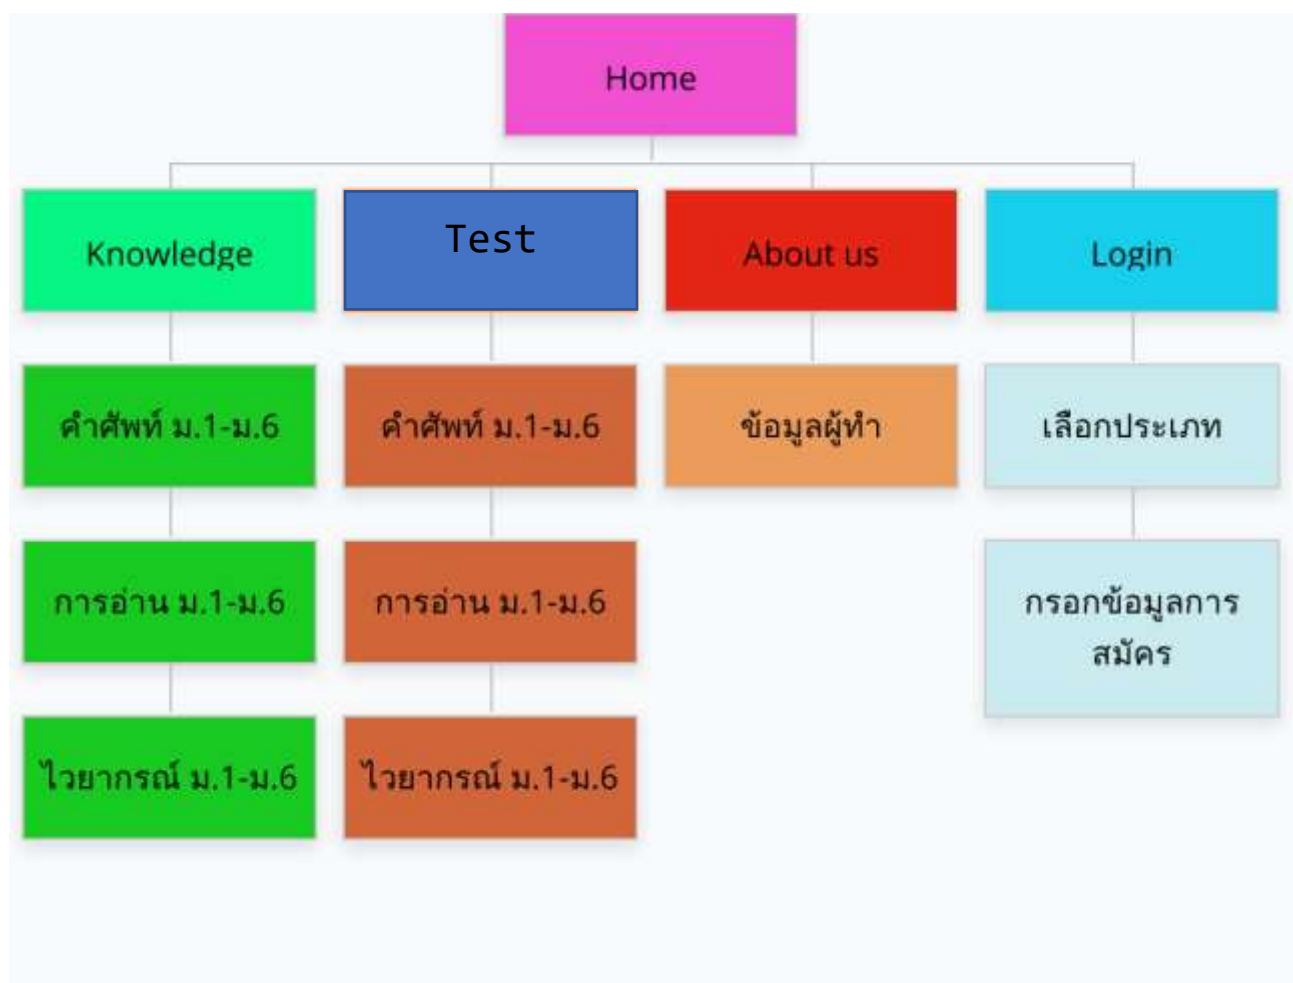 Home
Knowledge
Test
About us
Login
คำศัพท์ ม.1-ม.6
คำศัพท์ ม.1-ม.6
ข้อมูลผู้ทำ
เลือกประเภท
การอ่าน ม.1-ม.6
การอ่าน ม.1-ม.6
กรอกข้อมูลการ
สมัคร
ไวยากรณ์ ม.1-ม.6
ไวยากรณ์ ม.1-ม.6